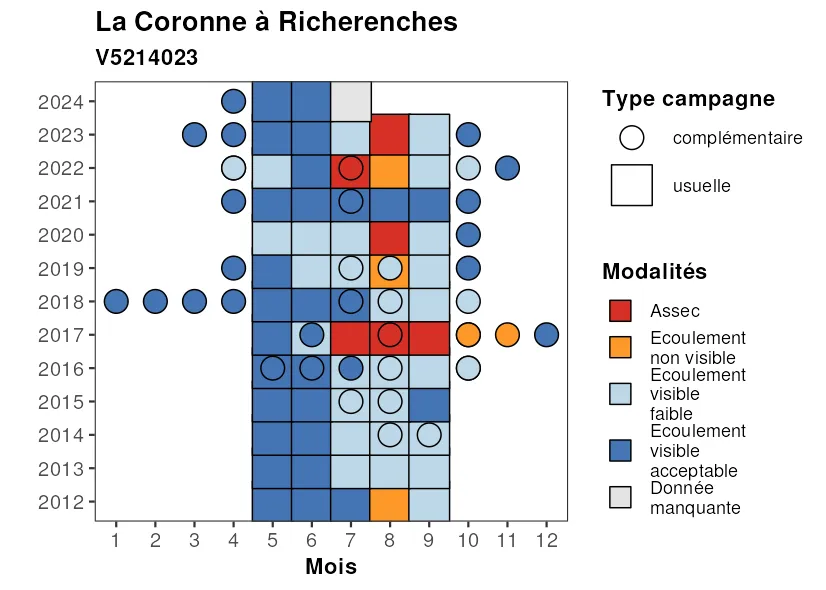 La Coronne à Richerenches
V5214023
2024
2023
2022
2021
2020
2019
2018
2017
2016
2015
2014
2013
2012
1 2 3 4 5 6 7 8 9 10 11 12
Mois
Type campagne
complémentaire
usuelle
Modalités
Assec
Ecoulement
non visible
Ecoulement
visible
faible
Ecoulement
visible
acceptable
Donnée
manquante